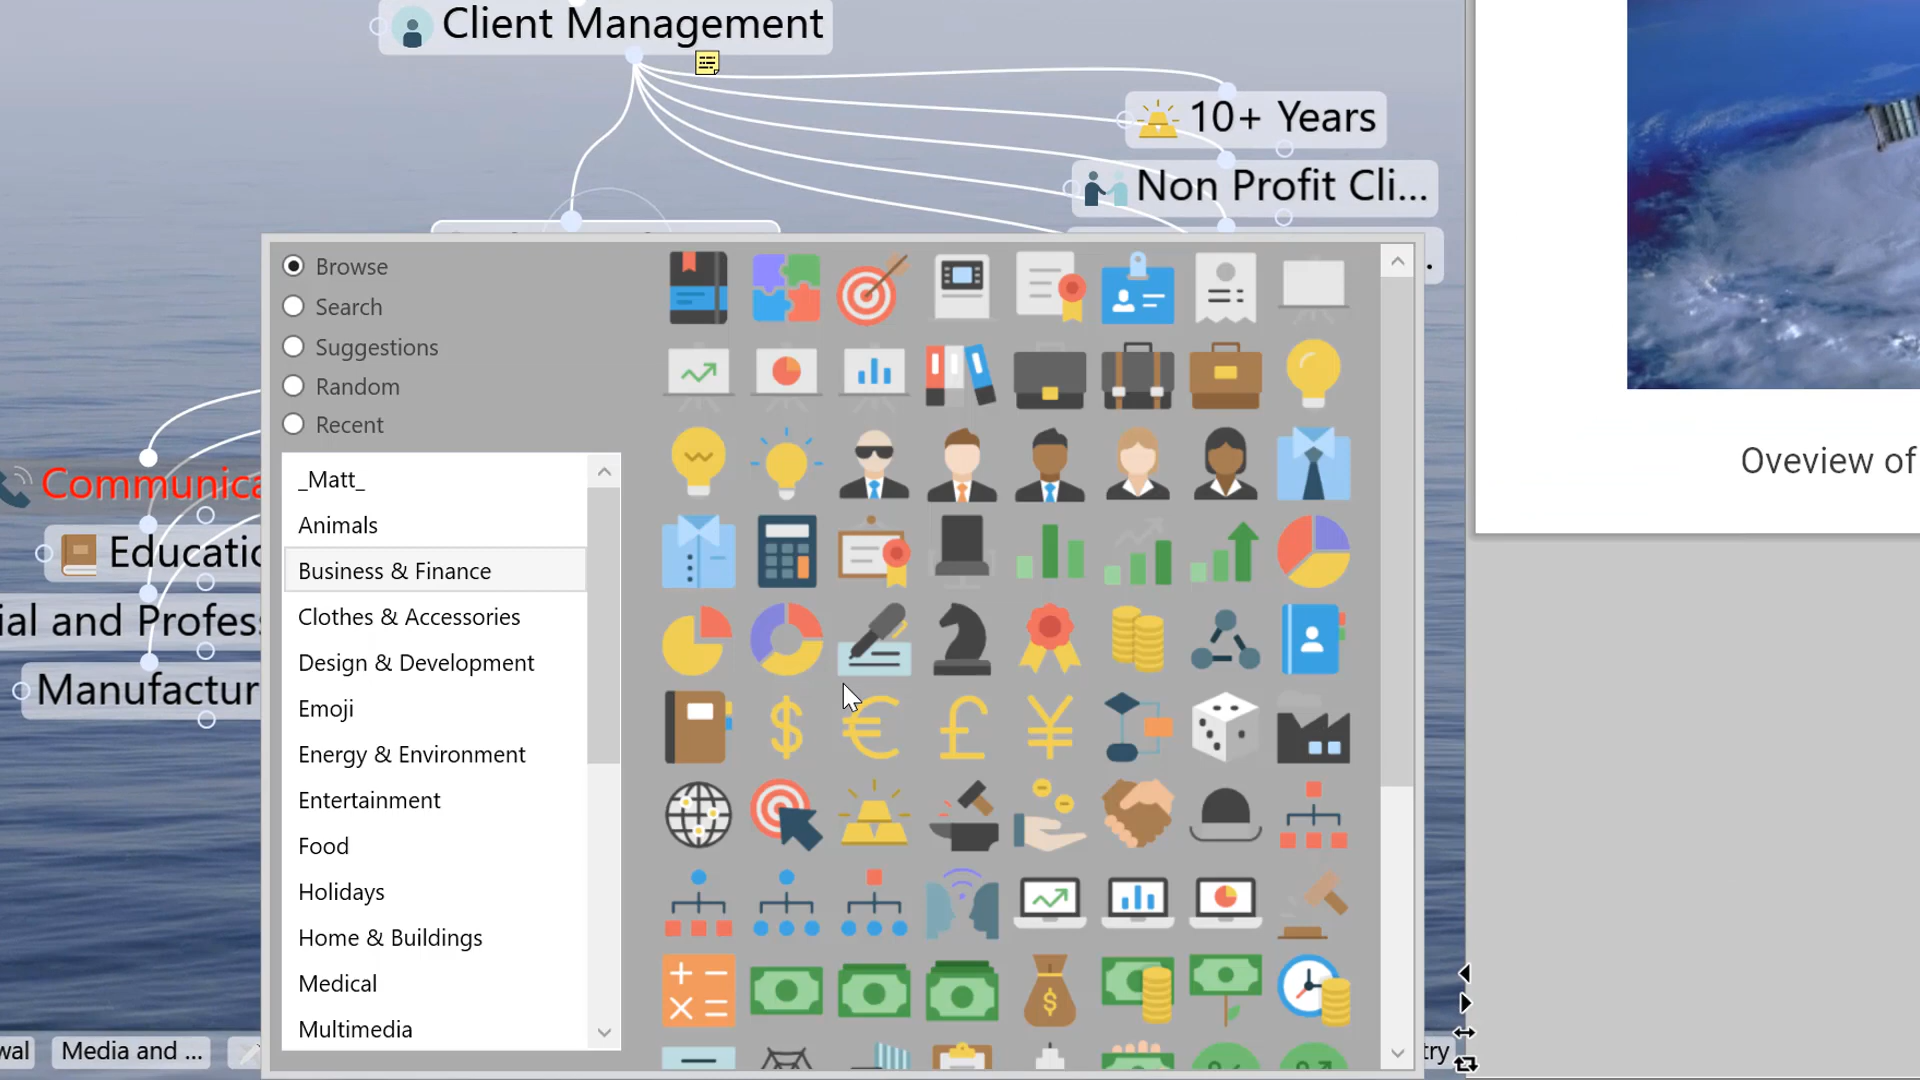 Client Management
10+ Years
Non Profit Cli...
Browse
Search
Suggestions
Random
Recent
_Matt_
Animals
Business & Finance
Clothes & Accessories
Design & Development
Emoji
Energy & Environment
Entertainment
Food
Holidays
Home & Buildings
Medical
Multimedia
Communica
Educatio
ial and Profes
Manufactur
wal
Media and ...
try
Oveview of